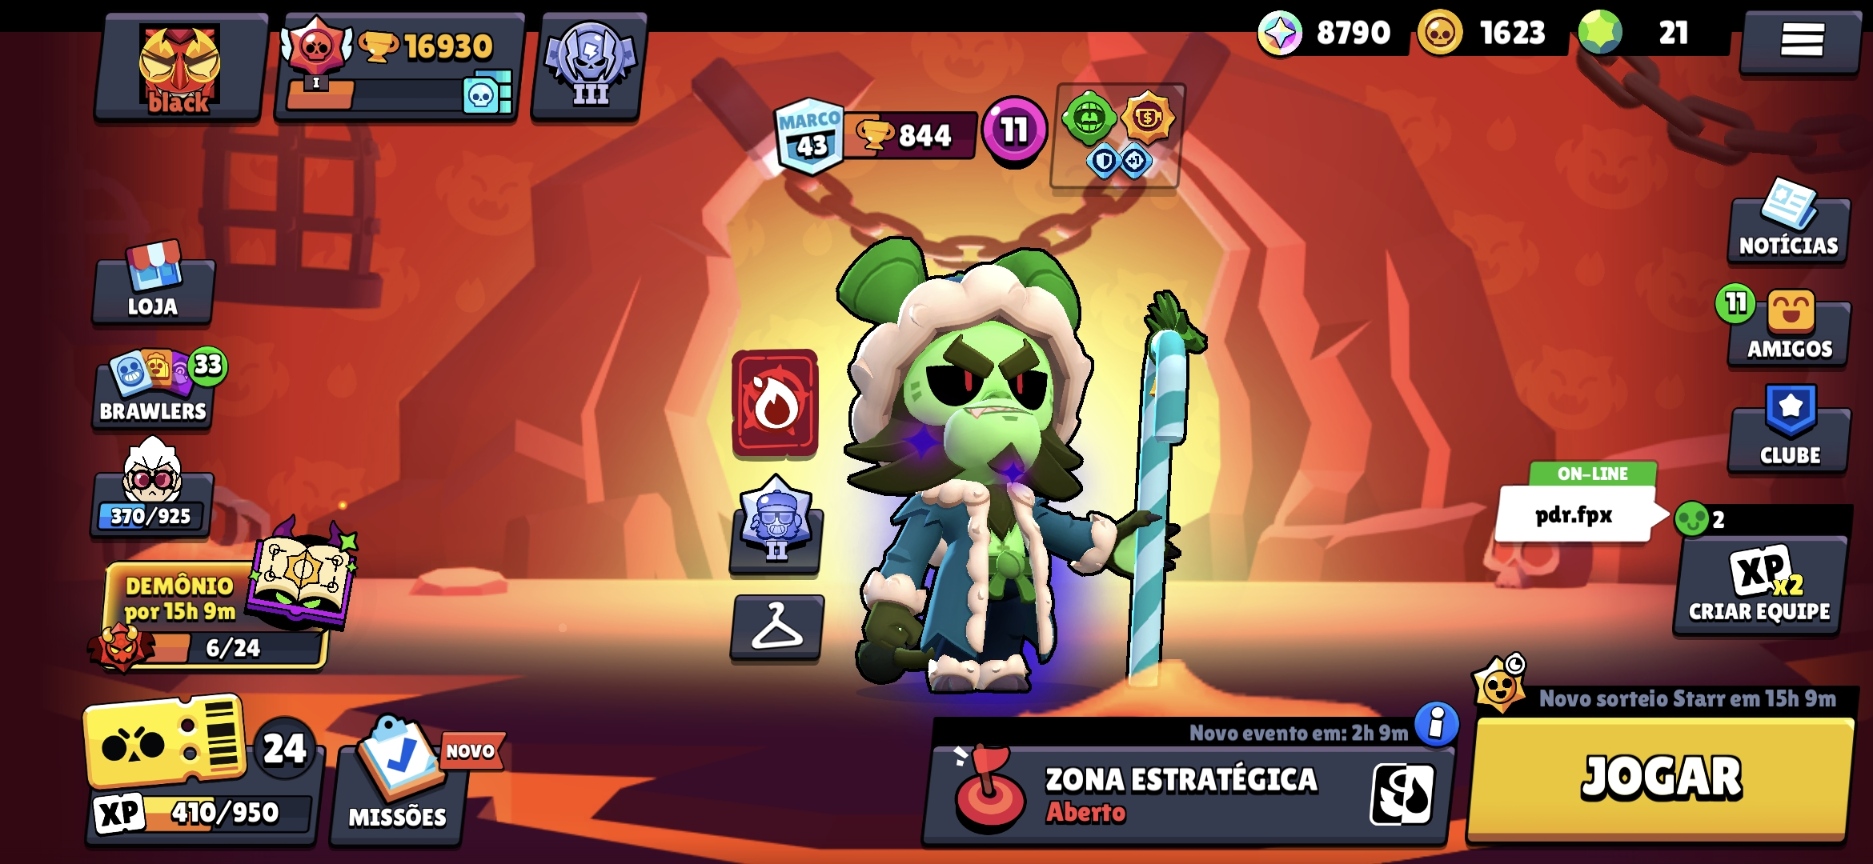 black
I
16930
III
8790
1623
21
MARCO
43
844
11
$
+1
LOJA
NOTÍCIAS
33
BRAWLERS
11
AMIGOS
370/925
CLUBE
II
ON-LINE
pdr.fpx
2
DEMÔNIO
por 15h 9m
6/24
XP
x2
CRIAR EQUIPE
24
XP 410/950
NOVO
MISSÕES
Novo evento em: 2h 9m
i
ZONA ESTRATÉGICA
Aberto
Novo sorteio Starr em 15h 9m
JOGAR